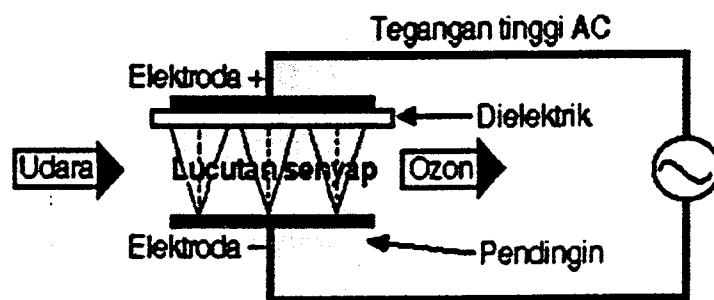 Tegangan tinggi AC
Elektroda +
Dielektrik
Udara
Lucutan senyap
Ozon
Elektroda -
Pendingin